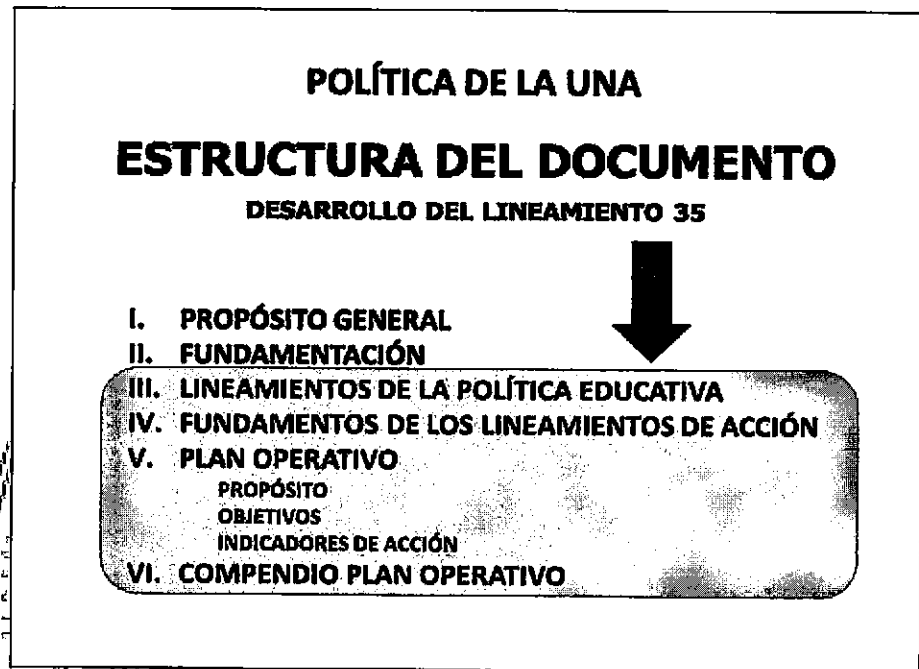 POLÍTICA DE LA UNA
ESTRUCTURA DEL DOCUMENTO
DESARROLLO DEL LINEAMIENTO 35
I. PROPÓSITO GENERAL
II. FUNDAMENTACIÓN
III. LINEAMIENTOS DE LA POLÍTICA EDUCATIVA
IV. FUNDAMENTOS DE LOS LINEAMIENTOS DE ACCIÓN
V. PLAN OPERATIVO
PROPÓSITO
OBJETIVOS
INDICADORES DE ACCIÓN
VI. COMPENDIO PLAN OPERATIVO